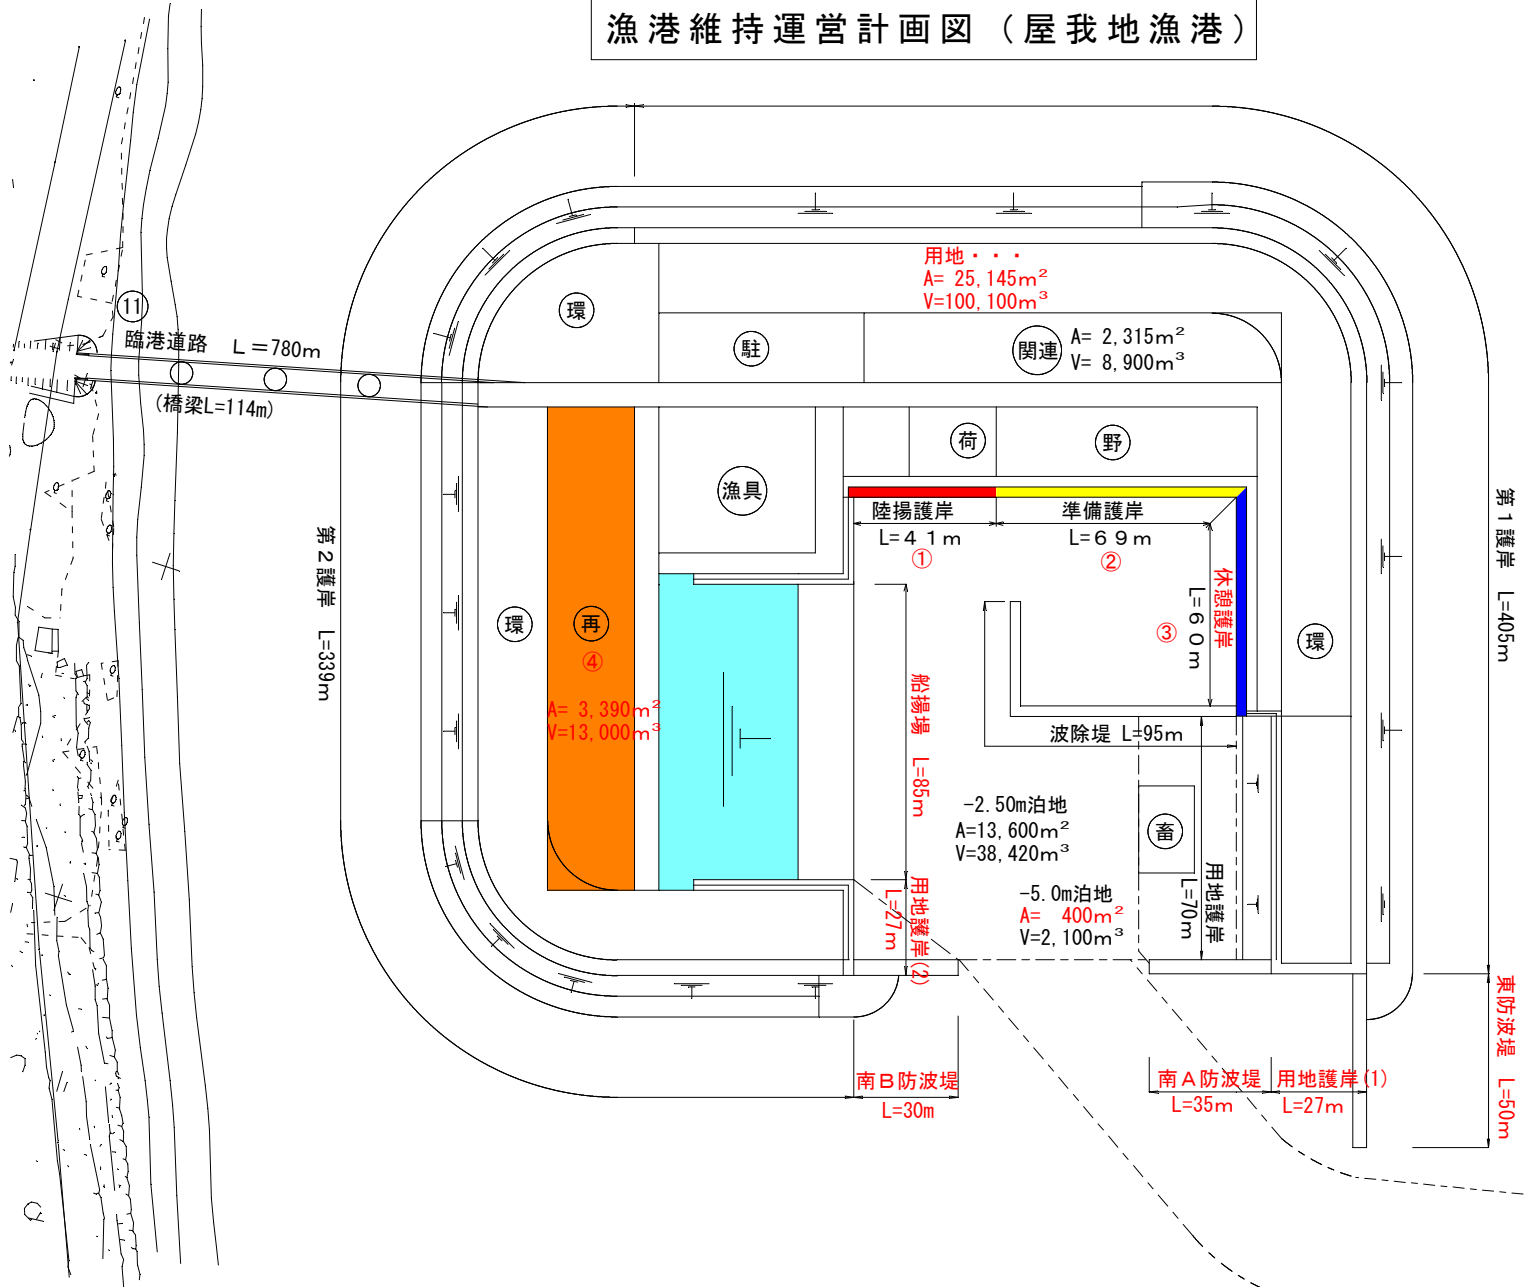 漁港維持運営計画図（屋我地漁港）
用地・・・
A= 25,145m²
V=100,100m³
⑪
臨港道路　L＝780m
(橋梁L=114m)
環
駐
関連
A= 2,315m²
V= 8,900m³
荷
野
漁具
陸揚護岸
L=41m
①
準備護岸
L=69m
②
休憩護岸
L=60m
③
第1護岸　L=405m
第2護岸　L=339m
環
再
④
A= 3,390m²
V=13,000m³
環
船揚場　L=85m
波除堤 L=95m
-2.50m泊地
A=13,600m²
V=38,420m³
畜
用地護岸
L=70m
用地護岸(2)
L=27m
-5.0m泊地
A=　400m²
V=2,100m³
南B防波堤
L=30m
南A防波堤
L=35m
用地護岸(1)
L=27m
東防波堤　L=50m